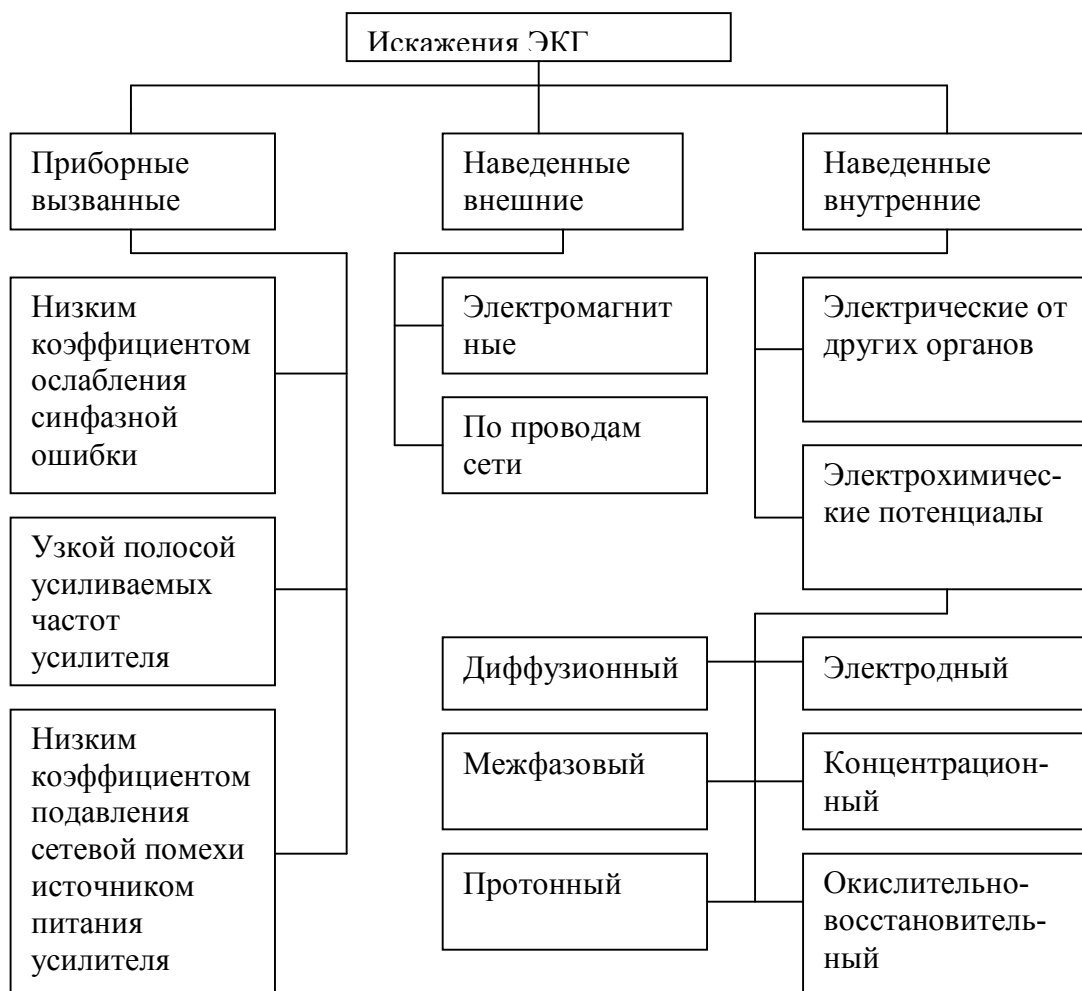 Искажения ЭКГ
Приборные
вызванные
Наведенные
внешние
Наведенные
внутренние
Низким
коэффициентом
ослабления
синфазной
ошибки
Электромагнит
ные
Электрические от
других органов
По проводам
сети
Электрохимичес-
кие потенциалы
Узкой полосой
усиливаемых
частот
усилителя
Диффузионный
Электродный
Низким
коэффициентом
подавления
сетевой помехи
источником
питания
усилителя
Межфазовый
Концентрацион-
ный
Протонный
Окислительно-
восстановитель-
ный